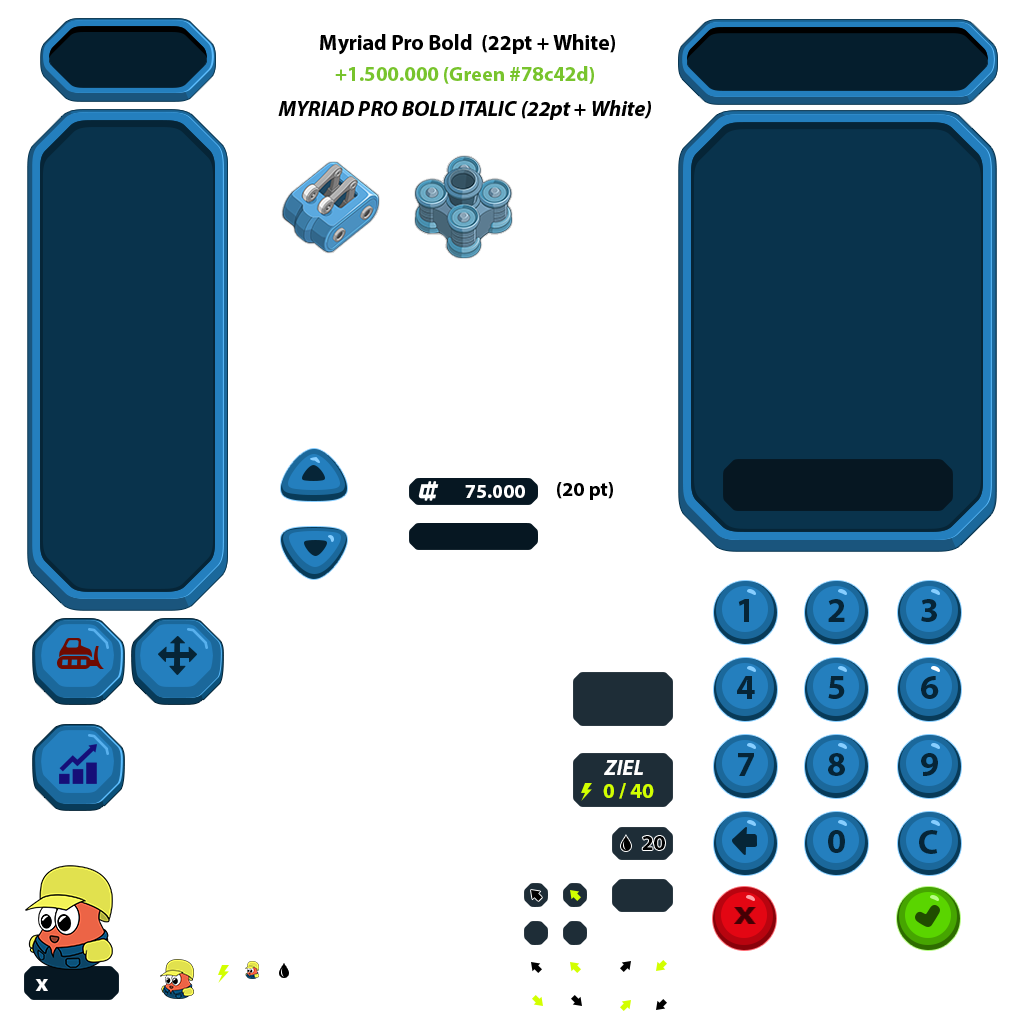 Myriad Pro Bold (22pt + White)
+1.500.000 (Green #78c42d)
MYRIAD PRO BOLD ITALIC (22pt + White)
75.000 (20 pt)
1 2 3
4 5 6
ZIEL
0 / 40
7 8 9
20
0 C
x
x